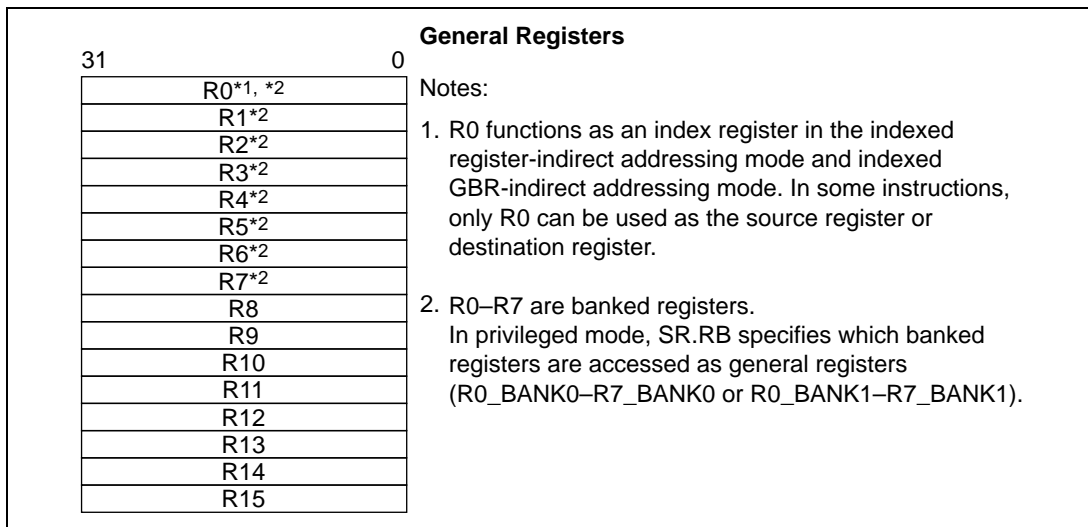 General Registers
31 0
R0*1, *2
R1*2
R2*2
R3*2
R4*2
R5*2
R6*2
R7*2
R8
R9
R10
R11
R12
R13
R14
R15
Notes:
1. R0 functions as an index register in the indexed
register-indirect addressing mode and indexed
GBR-indirect addressing mode. In some instructions,
only R0 can be used as the source register or
destination register.
2. R0–R7 are banked registers.
In privileged mode, SR.RB specifies which banked
registers are accessed as general registers
(R0_BANK0–R7_BANK0 or R0_BANK1–R7_BANK1).